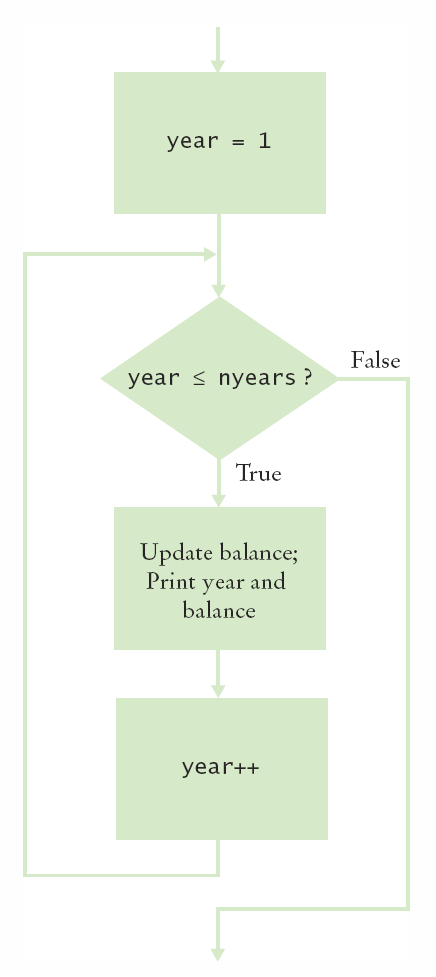 year = 1
year ≤ nyears ?
False
True
Update balance;
Print year and
balance
year++